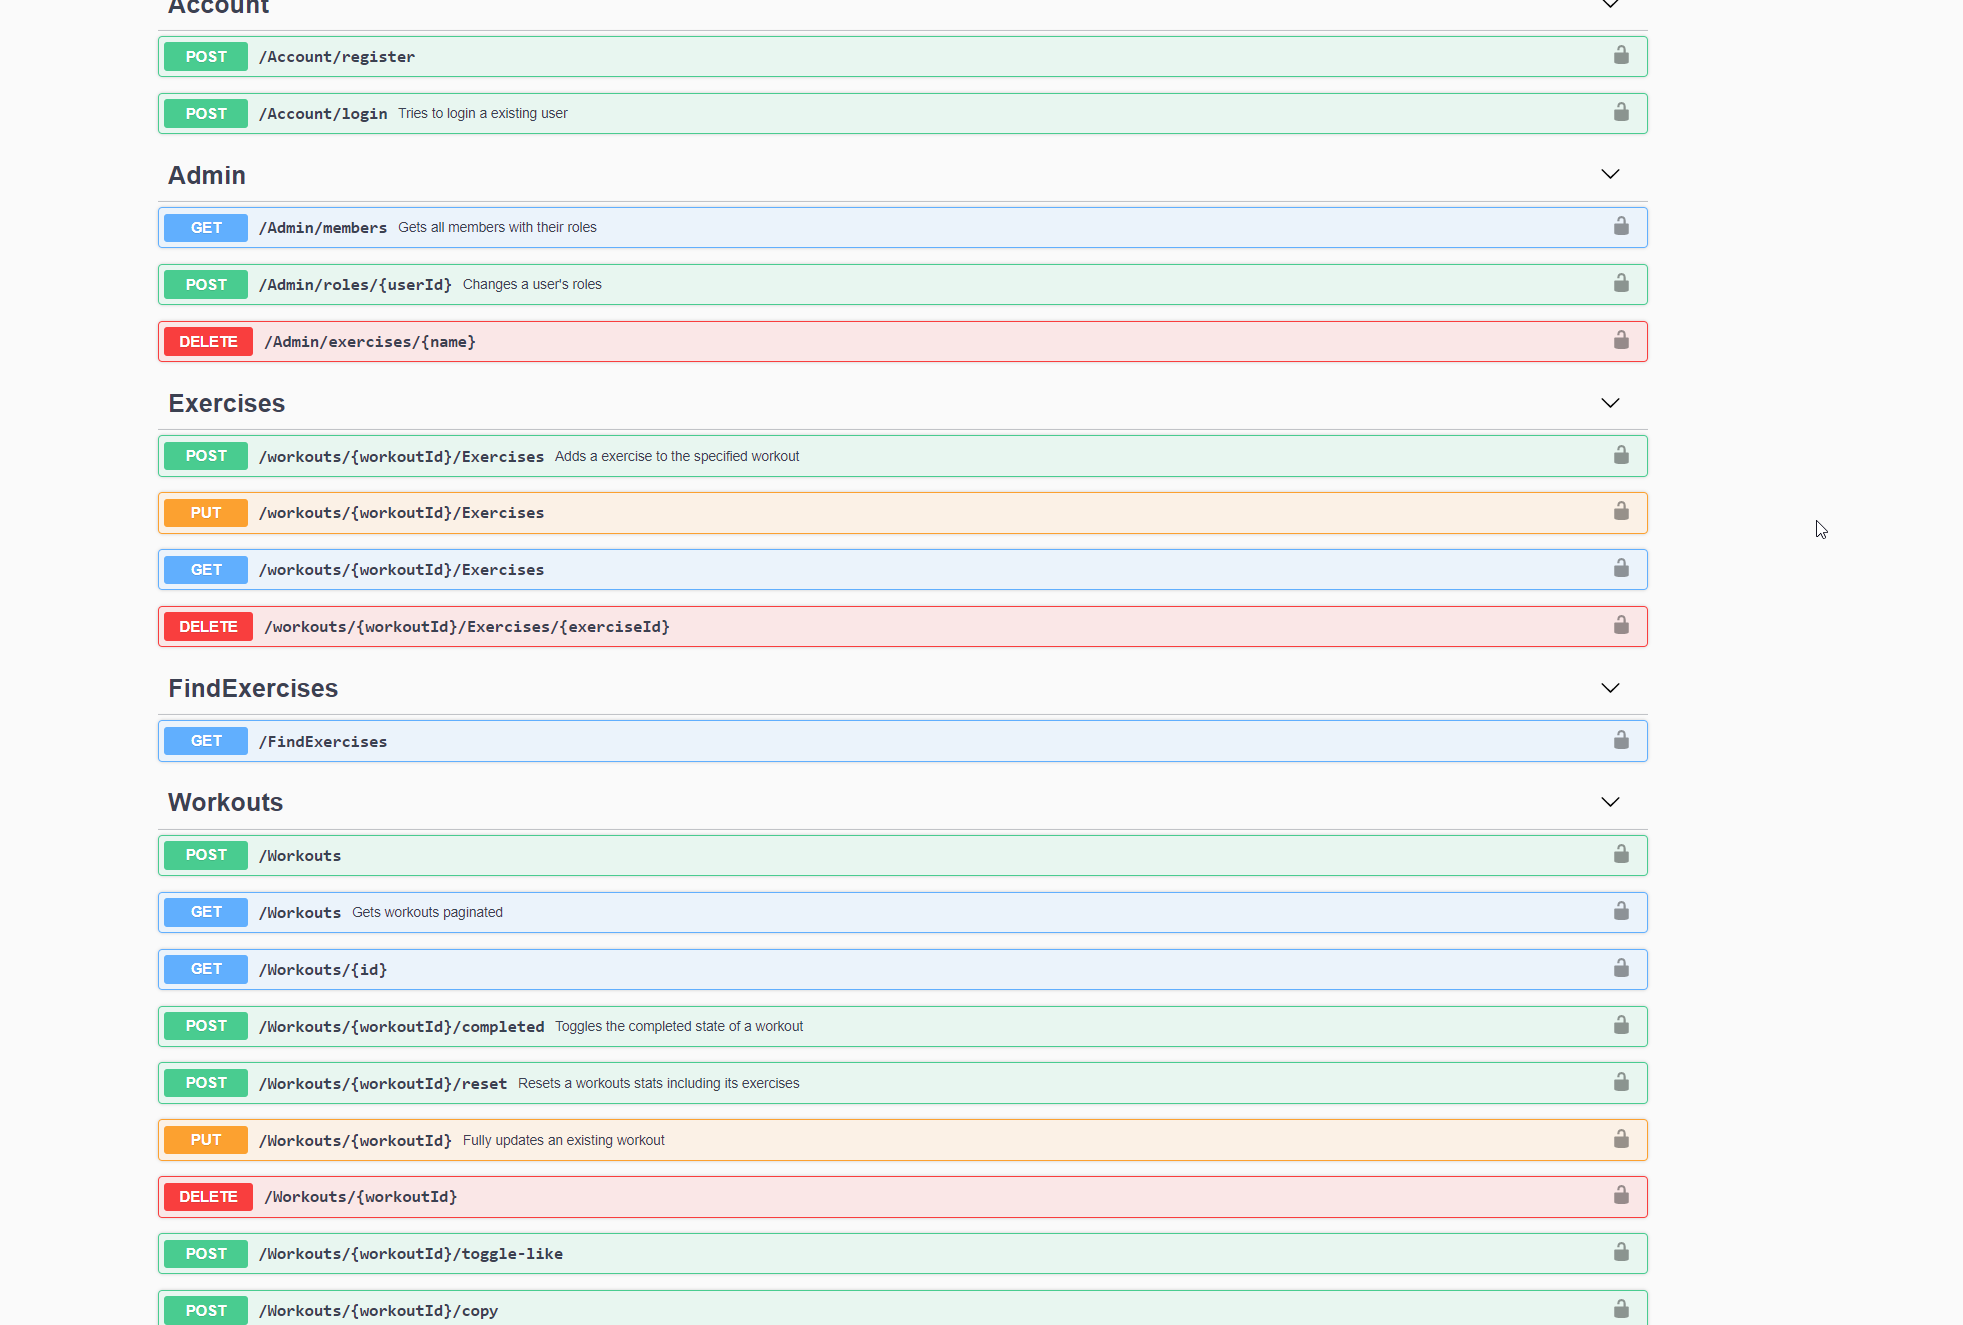 Account
POST /Account/register
POST /Account/login Tries to login a existing user
Admin
GET /Admin/members Gets all members with their roles
POST /Admin/roles/{userId} Changes a user's roles
DELETE /Admin/exercises/{name}
Exercises
POST /workouts/{workoutId}/Exercises Adds a exercise to the specified workout
PUT /workouts/{workoutId}/Exercises
GET /workouts/{workoutId}/Exercises
DELETE /workouts/{workoutId}/Exercises/{exerciseId}
FindExercises
GET /FindExercises
Workouts
POST /Workouts
GET /Workouts Gets workouts paginated
GET /Workouts/{id}
POST /Workouts/{workoutId}/completed Toggles the completed state of a workout
POST /Workouts/{workoutId}/reset Resets a workouts stats including its exercises
PUT /Workouts/{workoutId} Fully updates an existing workout
DELETE /Workouts/{workoutId}
POST /Workouts/{workoutId}/toggle-like
POST /Workouts/{workoutId}/copy